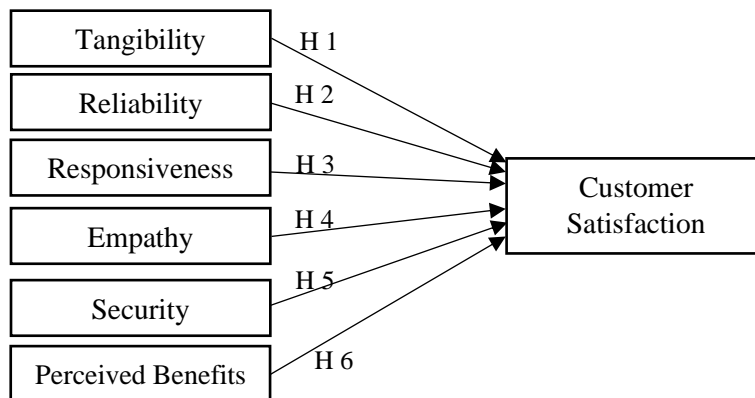 Tangibility
H 1
Reliability
H 2
Responsiveness
H 3
Customer
Satisfaction
Empathy
H 4
Security
H 5
Perceived Benefits
H 6